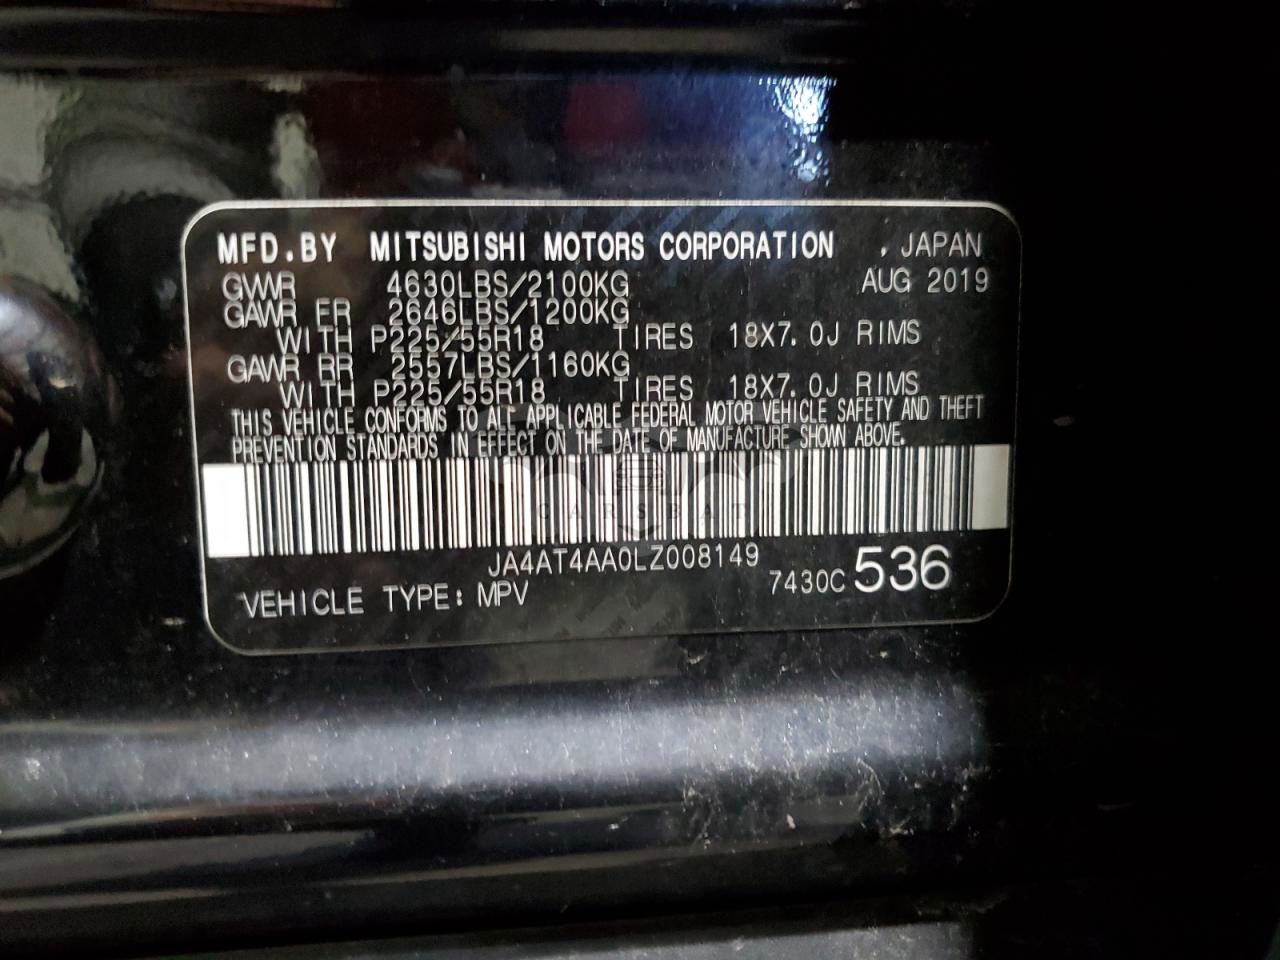 MFD.BY MITSUBISHI MOTORS CORPORATION , JAPAN
GVWR 4630LBS/2100KG AUG 2019
GAWR FR 2646LBS/1200KG
WITH P225/55R18 TIRES 18X7.0J RIMS
GAWR RR 2557LBS/1160KG
WITH P225/55R18 TIRES 18X7.0J RIMS
THIS VEHICLE CONFORMS TO ALL APPLICABLE FEDERAL MOTOR VEHICLE SAFETY AND THEFT
PREVENTION STANDARDS IN EFFECT ON THE DATE OF MANUFACTURE SHOWN ABOVE.
CARSBAD
JA4AT4AA0LZ008149
VEHICLE TYPE: MPV 7430C 536